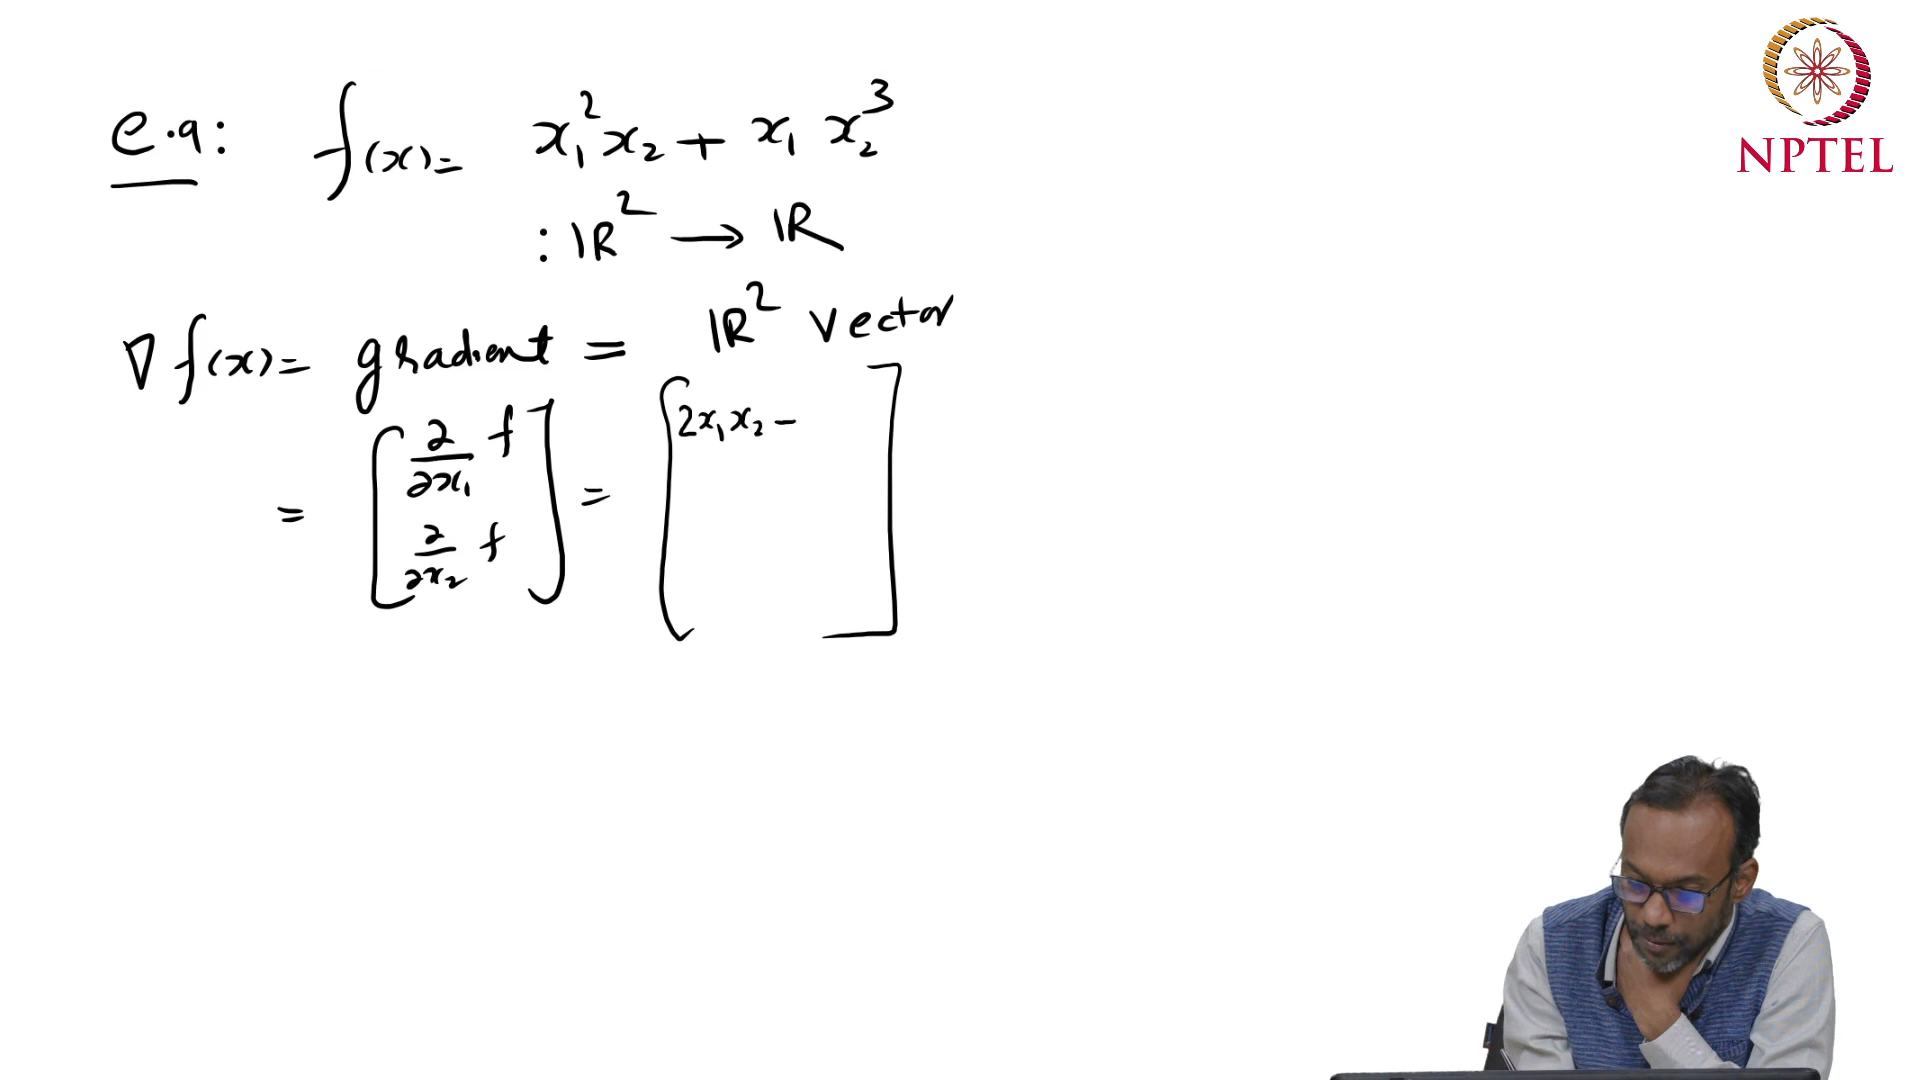 e.g: f(x) = x₁²x₂ + x₁ x₂³
: ℝ² → ℝ
∇f(x) = gradient = ℝ² vector
= [∂/∂x₁ f ∂/∂x₂ f] = [2x₁x₂ - ]
NPTEL